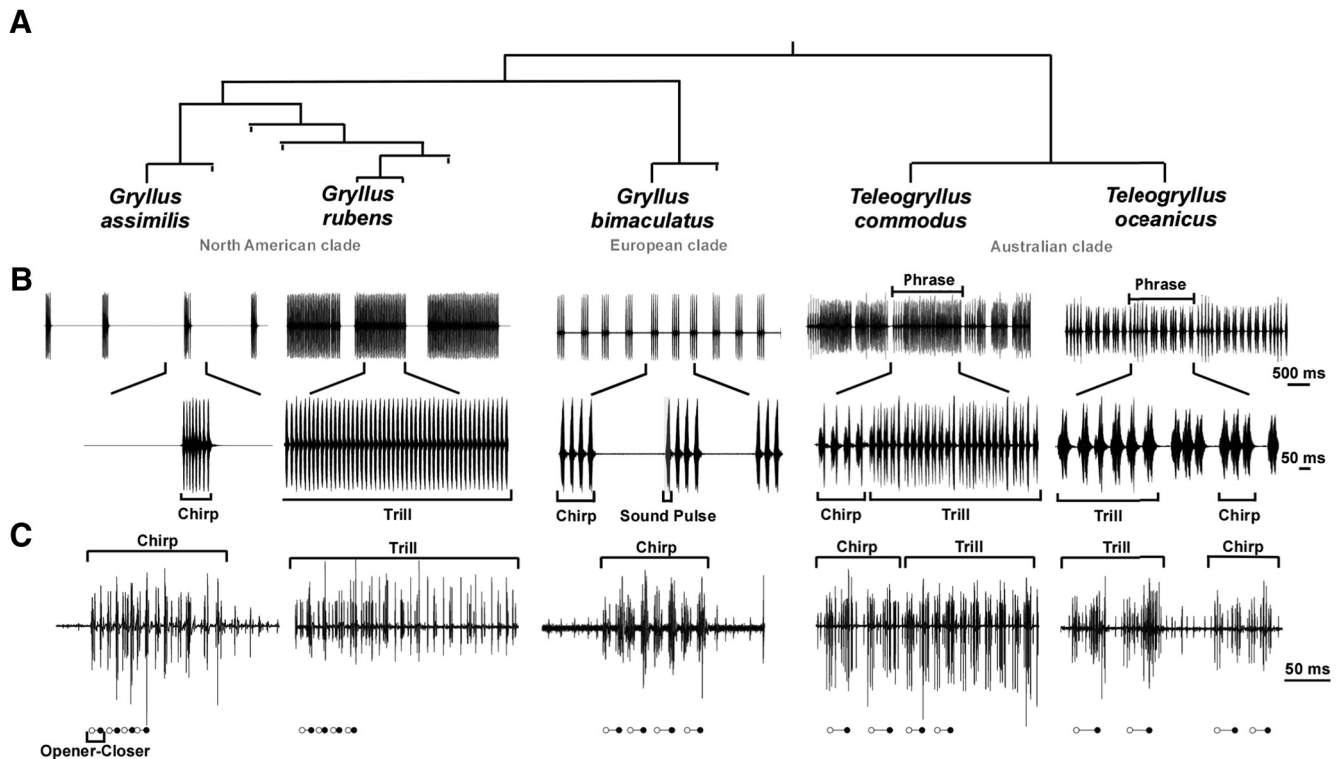 A
Gryllus
assimilis
Gryllus
rubens
Gryllus
bimaculatus
Teleogryllus
commodus
Teleogryllus
oceanicus
North American clade
European clade
Australian clade
B
Phrase
Phrase
500 ms
50 ms
Chirp
Trill
Chirp
Sound Pulse
Chirp
Trill
Trill
Chirp
C
Chirp
Trill
Chirp
Chirp
Trill
Trill
Chirp
50 ms
Opener-Closer